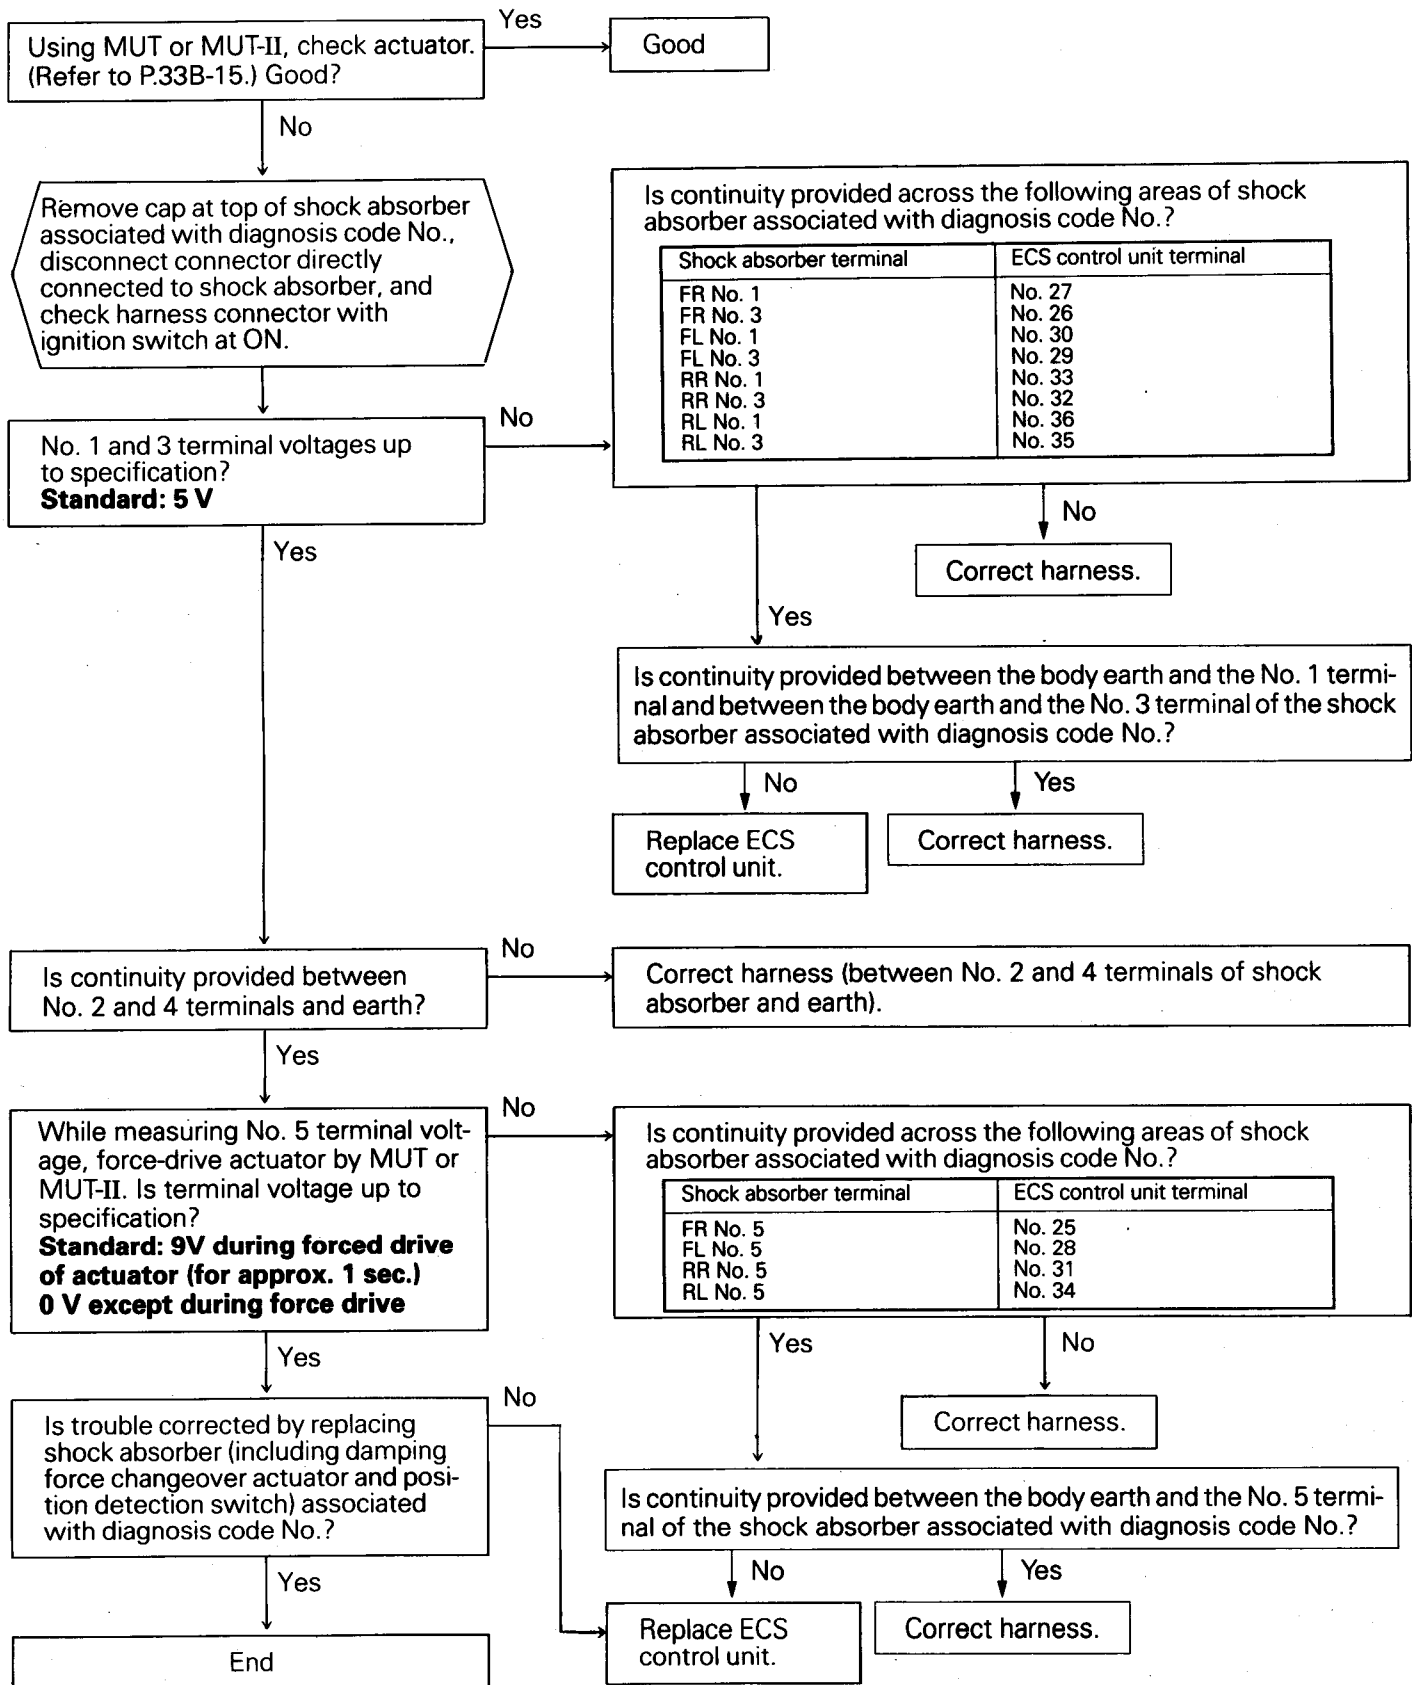 Yes
Using MUT or MUT-II, check actuator.
(Refer to P.33B-15.) Good?
Good
No
Remove cap at top of shock absorber
associated with diagnosis code No.,
disconnect connector directly
connected to shock absorber, and
check harness connector with
ignition switch at ON.
Is continuity provided across the following areas of shock
absorber associated with diagnosis code No.?
Shock absorber terminal ECS control unit terminal
FR No. 1 No. 27
FR No. 3 No. 26
FL No. 1 No. 30
FL No. 3 No. 29
RR No. 1 No. 33
RR No. 3 No. 32
RL No. 1 No. 36
RL No. 3 No. 35
No
No. 1 and 3 terminal voltages up
to specification?
Standard: 5 V
Yes
No
Correct harness.
Yes
Is continuity provided between the body earth and the No. 1 termi-
nal and between the body earth and the No. 3 terminal of the shock
absorber associated with diagnosis code No.?
No
Yes
Replace ECS
control unit.
Correct harness.
No
Is continuity provided between
No. 2 and 4 terminals and earth?
Correct harness (between No. 2 and 4 terminals of shock
absorber and earth).
Yes
No
While measuring No. 5 terminal volt-
age, force-drive actuator by MUT or
MUT-II. Is terminal voltage up to
specification?
Standard: 9V during forced drive
of actuator (for approx. 1 sec.)
0 V except during force drive
Is continuity provided across the following areas of shock
absorber associated with diagnosis code No.?
Shock absorber terminal ECS control unit terminal
FR No. 5 No. 25
FL No. 5 No. 28
RR No. 5 No. 31
RL No. 5 No. 34
Yes
Yes
No
No
Is trouble corrected by replacing
shock absorber (including damping
force changeover actuator and posi-
tion detection switch) associated
with diagnosis code No.?
Correct harness.
Is continuity provided between the body earth and the No. 5 termi-
nal of the shock absorber associated with diagnosis code No.?
Yes
No
Yes
Replace ECS
control unit.
Correct harness.
End